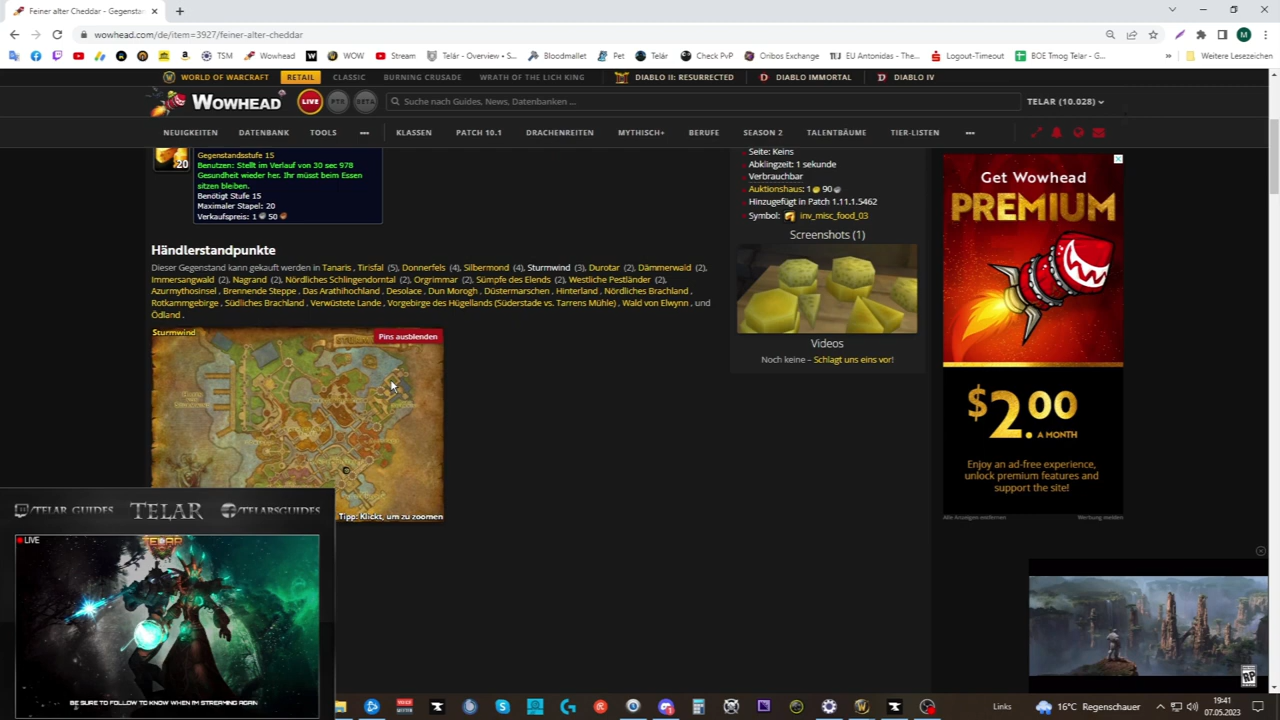 Feiner alter Cheddar - Gegenstan
wowhead.com/de/item=3927/feiner-alter-cheddar
TSM
Wowhead
WOW
Stream
Telár - Overview • S...
Bloodmallet
Pet
Telár
Check PvP
Oribos Exchange
EU Antonidas - The...
Logout-Timeout
BOE Tmog Telar - G...
»
Weitere Lesezeichen
WORLD OF WARCRAFT
RETAIL
CLASSIC
BURNING CRUSADE
WRATH OF THE LICH KING
DIABLO II: RESURRECTED
DIABLO IMMORTAL
DIABLO IV
WOWHEAD
LIVE
PTR
BETA
Suche nach Guides, News, Datenbanken ...
TELAR (10.028)
NEUIGKEITEN
DATENBANK
TOOLS
KLASSEN
PATCH 10.1
DRACHENREITEN
MYTHISCH+
BERUFE
SEASON 2
TALENTBÄUME
TIER-LISTEN
20
Gegenstandsstufe 15
Benutzen: Stellt im Verlauf von 30 sec 978
Gesundheit wieder her. Ihr müsst beim Essen
sitzen bleiben.
Benötigt Stufe 15
Maximaler Stapel: 20
Verkaufspreis: 1 50
Seite: Keins
Abklingzeit: 1 sekunde
Verbrauchbar
Auktionshaus: 1 90
Hinzugefügt in Patch 1.11.1.5462
Symbol: inv_misc_food_03
Screenshots (1)
Videos
Noch keine – Schlagt uns eins vor!
Händlerstandpunkte
Dieser Gegenstand kann gekauft werden in Tanaris , Tirisfal (5), Donnerfels (4), Silbermond (4), Sturmwind (3), Durotar (2), Dämmerwald (2),
Immersangwald (2), Nagrand (2), Nördliches Schlingendorntal (2), Orgrimmar (2), Sümpfe des Elends (2), Westliche Pestländer (2),
Azurmythosinsel , Brennende Steppe , Das Arathihochland , Desolace , Dun Morogh , Düstermarschen , Hinterland , Nördliches Brachland ,
Rotkammgebirge , Südliches Brachland , Verwüstete Lande , Vorgebirge des Hügellands (Süderstade vs. Tarrens Mühle) , Wald von Elwynn , und
Ödland .
Sturmwind
Pins ausblenden
Tipp: Klickt, um zu zoomen
Get Wowhead
PREMIUM
$2.00
A MONTH
Enjoy an ad-free experience,
unlock premium features and
support the site!
Alle Anzeigen entfernen
Werbung melden
/TELAR GUIDES
TELAR
/TELARSGUIDES
LIVE
TELAR
BE SURE TO FOLLOW TO KNOW WHEN I'M STREAMING AGAIN
RP
Links
16°C Regenschauer
19:41
07.05.2023